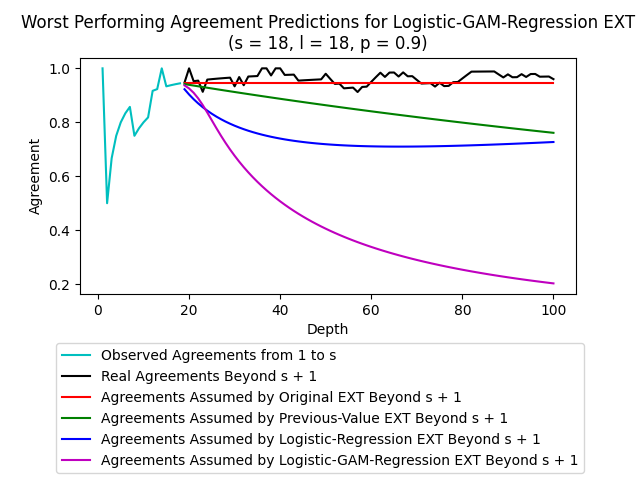 Worst Performing Agreement Predictions for Logistic-GAM-Regression EXT
(s = 18, l = 18, p = 0.9)
1.0
0.8
0.6
0.4
0.2
Agreement
0 20 40 60 80 100
Depth
Observed Agreements from 1 to s
Real Agreements Beyond s + 1
Agreements Assumed by Original EXT Beyond s + 1
Agreements Assumed by Previous-Value EXT Beyond s + 1
Agreements Assumed by Logistic-Regression EXT Beyond s + 1
Agreements Assumed by Logistic-GAM-Regression EXT Beyond s + 1